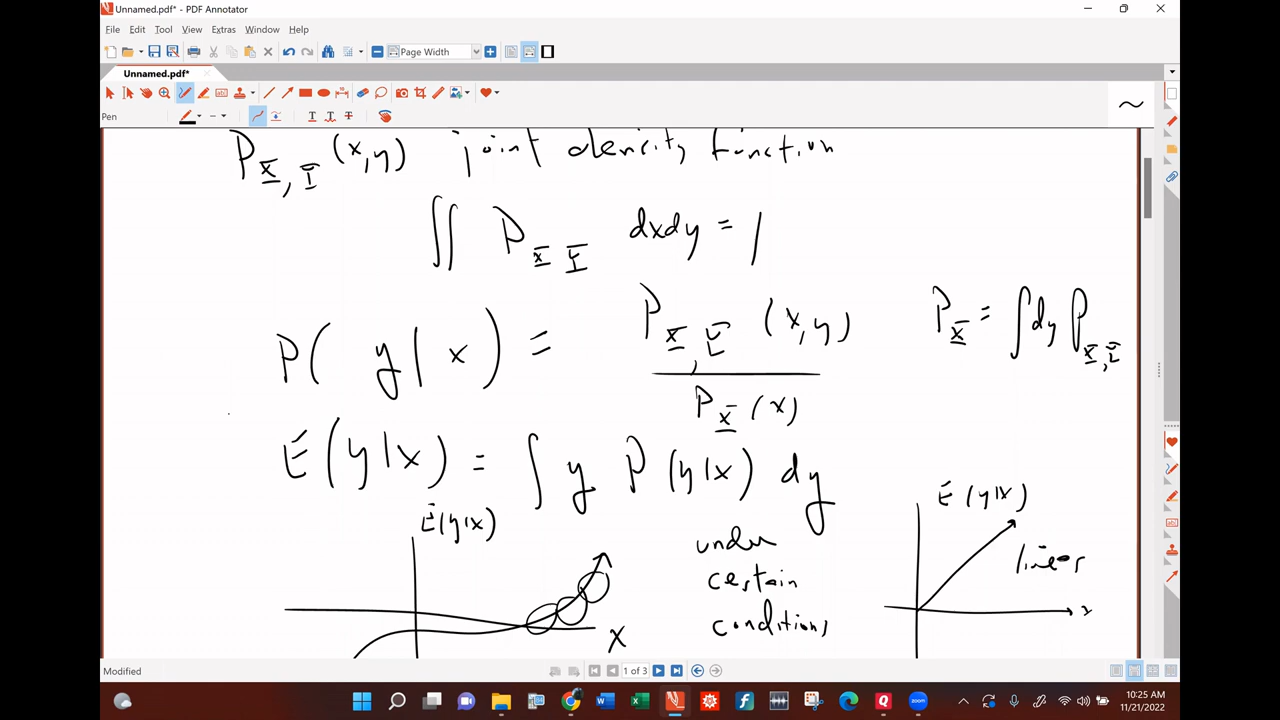 Unnamed.pdf* - PDF Annotator
File Edit Tool View Extras Window Help
Page Width
Unnamed.pdf*
Pen
P_{X,Y}(x,y) joint density function
∬ P_{X Y} dxdy = 1
P(y|x) = P_{X,Y}(x,y) / P_X(x)
P_X = ∫dy P_{X,Y}
E(y|x) = ∫ y P(y|x) dy
E(y|x)
X
under
certain
conditions
E(y|x)
linear
x
Modified
1 of 3
10:25 AM
11/21/2022